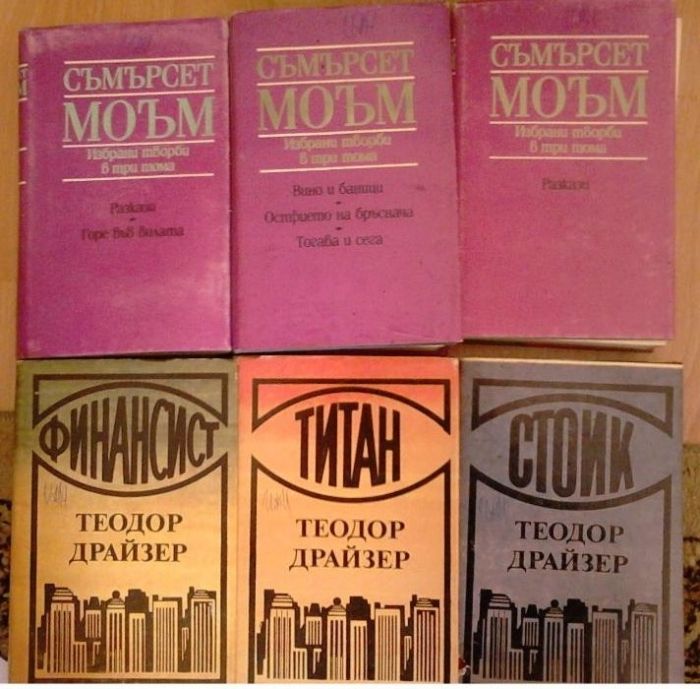 СЪМЪРСЕТ
МОЪМ
Избрани творби
в три тома
Разкази
Горе във вилата
СЪМЪРСЕТ
МОЪМ
Избрани творби
в три тома
Вино и баници
Острието на бръснача
Тогава и сега
СЪМЪРСЕТ
МОЪМ
Избрани творби
в три тома
Разкази
ФИНАНСИСТ
ТЕОДОР
ДРАЙЗЕР
ТИТАН
ТЕОДОР
ДРАЙЗЕР
СТОИК
ТЕОДОР
ДРАЙЗЕР